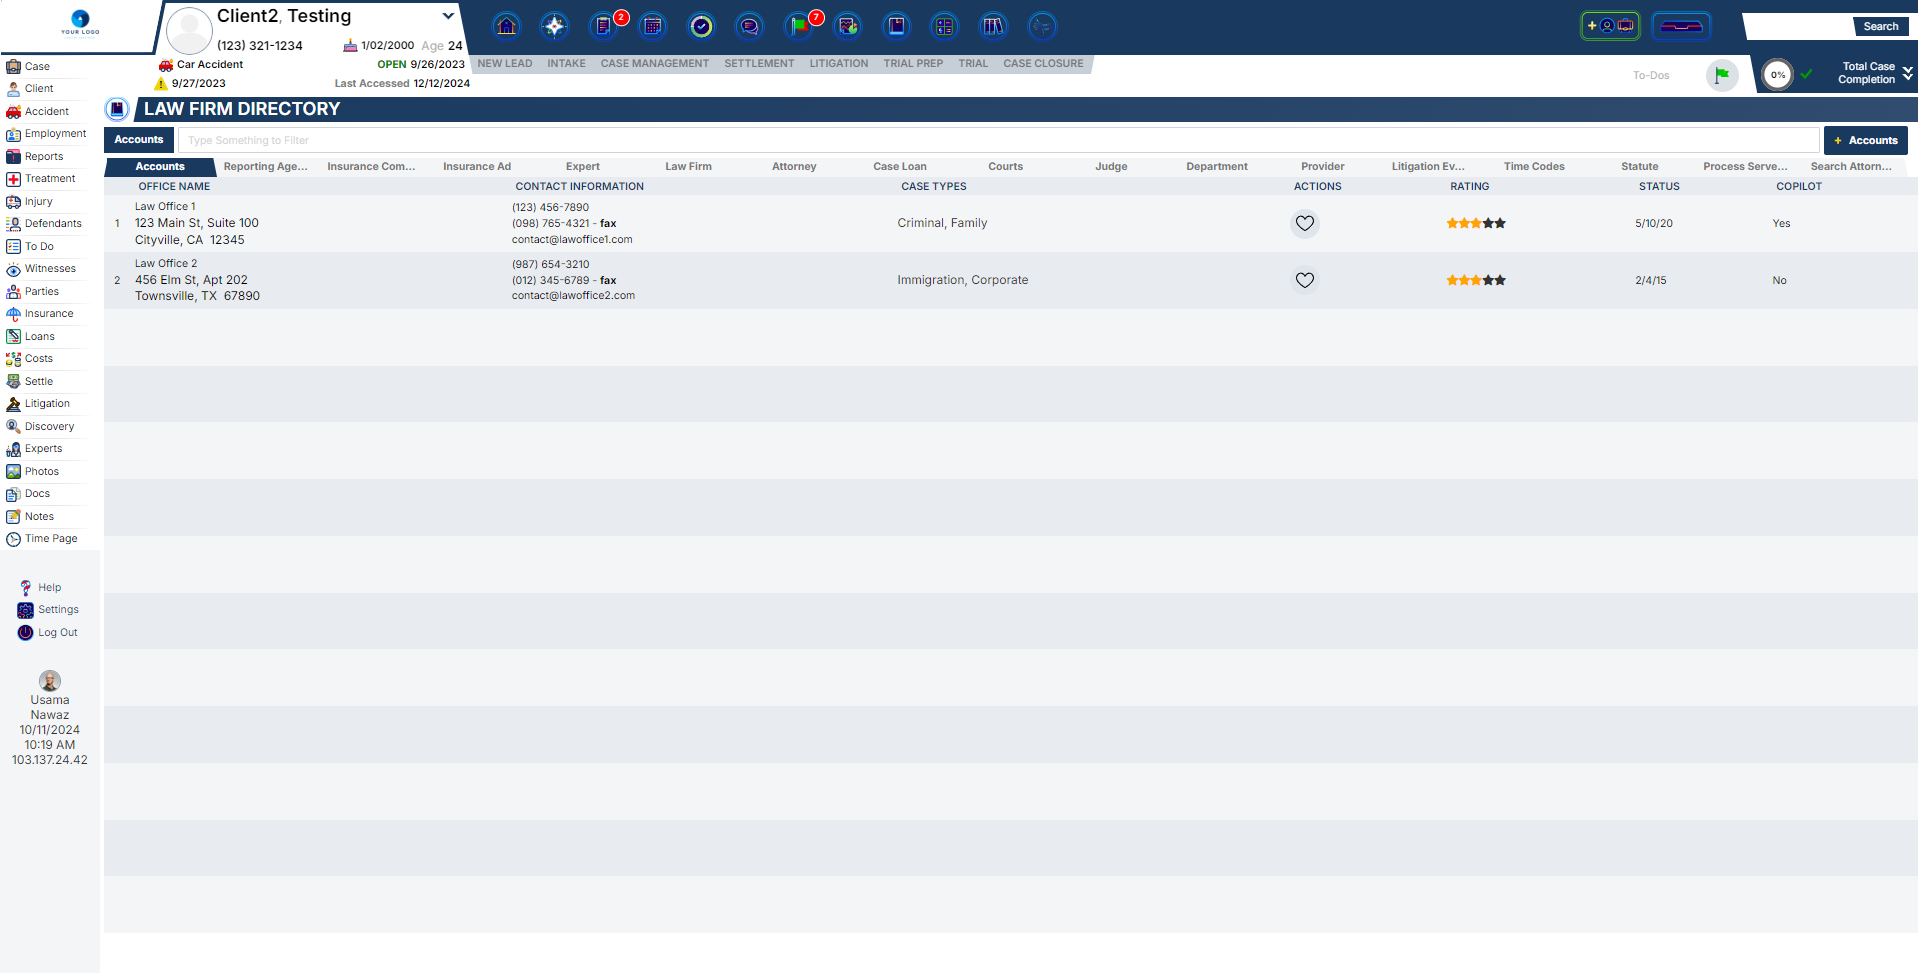 YOUR LOGO
Client2, Testing
(123) 321-1234
1/02/2000 Age 24
Car Accident
OPEN 9/26/2023
9/27/2023
Last Accessed 12/12/2024
2
7
Search
NEW LEAD INTAKE CASE MANAGEMENT SETTLEMENT LITIGATION TRIAL PREP TRIAL CASE CLOSURE
To-Dos
0%
Total Case
Completion
Case
Client
Accident
Employment
Reports
Treatment
Injury
Defendants
To Do
Witnesses
Parties
Insurance
Loans
Costs
Settle
Litigation
Discovery
Experts
Photos
Docs
Notes
Time Page
Help
Settings
Log Out
Usama
Nawaz
10/11/2024
10:19 AM
103.137.24.42
LAW FIRM DIRECTORY
Accounts
Type Something to Filter
+ Accounts
Accounts Reporting Age... Insurance Com... Insurance Ad Expert Law Firm Attorney Case Loan Courts Judge Department Provider Litigation Ev... Time Codes Statute Process Serve... Search Attorn...
OFFICE NAME CONTACT INFORMATION CASE TYPES ACTIONS RATING STATUS COPILOT
1
Law Office 1
123 Main St, Suite 100
Cityville, CA 12345
(123) 456-7890
(098) 765-4321 - fax
contact@lawoffice1.com
Criminal, Family
5/10/20
Yes
2
Law Office 2
456 Elm St, Apt 202
Townsville, TX 67890
(987) 654-3210
(012) 345-6789 - fax
contact@lawoffice2.com
Immigration, Corporate
2/4/15
No